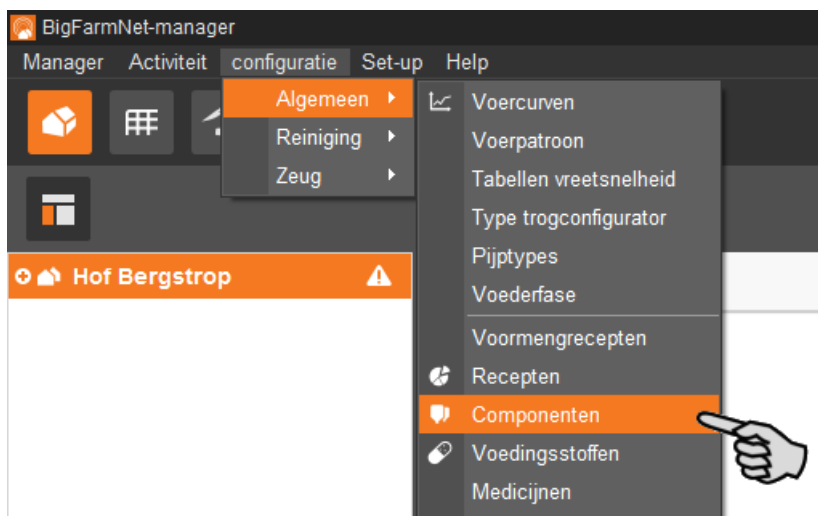 BigFarmNet-manager
Manager Activiteit configuratie Set-up Help
Algemeen
Reiniging
Zeug
Voercurven
Voerpatroon
Tabellen vreetsnelheid
Type trogconfigurator
Pijptypes
Voederfase
Voormengrecepten
Recepten
Componenten
Voedingsstoffen
Medicijnen
Hof Bergstrop